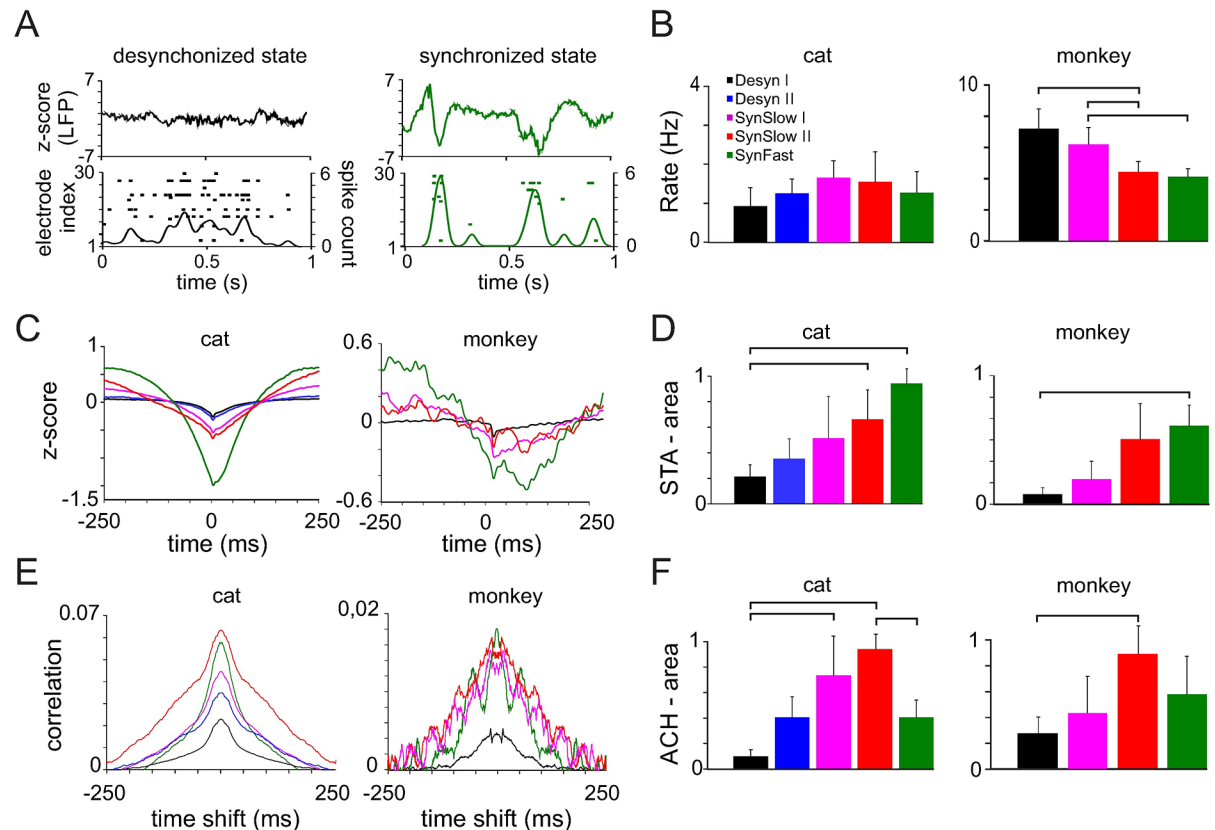 A
desynchonized state
synchronized state
z-score
(LFP)
7
-7
7
-7
electrode
index
30
1
6
0
spike count
30
1
6
0
0 0.5 1
time (s)
0 0.5 1
time (s)
B
cat
monkey
Rate (Hz)
4
0
Desyn I
Desyn II
SynSlow I
SynSlow II
SynFast
10
0
C
cat
monkey
z-score
1
0
-1.5
-250 0 250
time (ms)
0.6
0
-0.6
-250 0 250
time (ms)
D
cat
monkey
STA - area
1
0
1
0
E
cat
monkey
correlation
0.07
0
-250 0 250
time shift (ms)
0,02
0
-250 0 250
time shift (ms)
F
cat
monkey
ACH - area
1
0
1
0